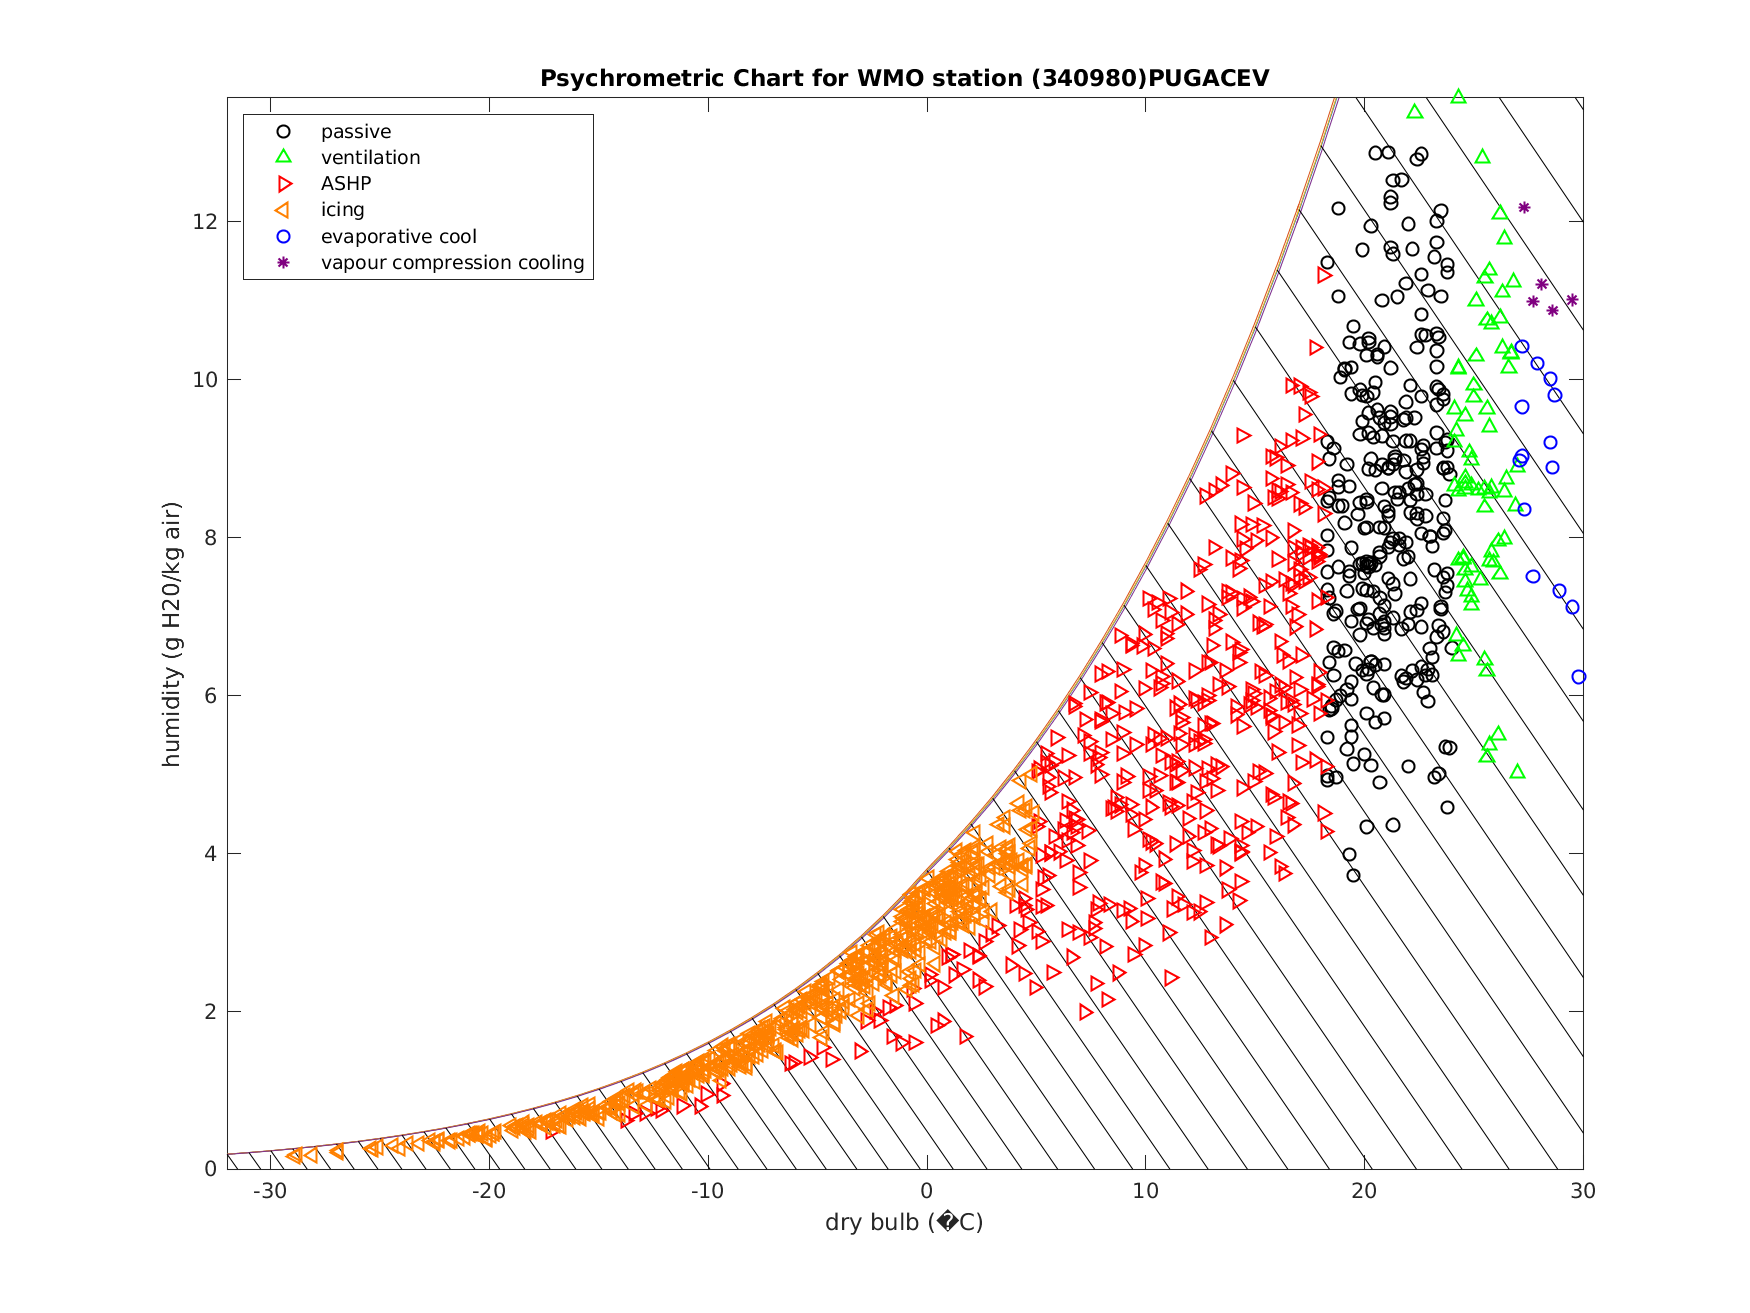 Psychrometric Chart for WMO station (340980)PUGACEV
passive
ventilation
ASHP
icing
evaporative cool
vapour compression cooling
humidity (g H20/kg air)
12
10
8
6
4
2
0
-30 -20 -10 0 10 20 30
dry bulb (�C)